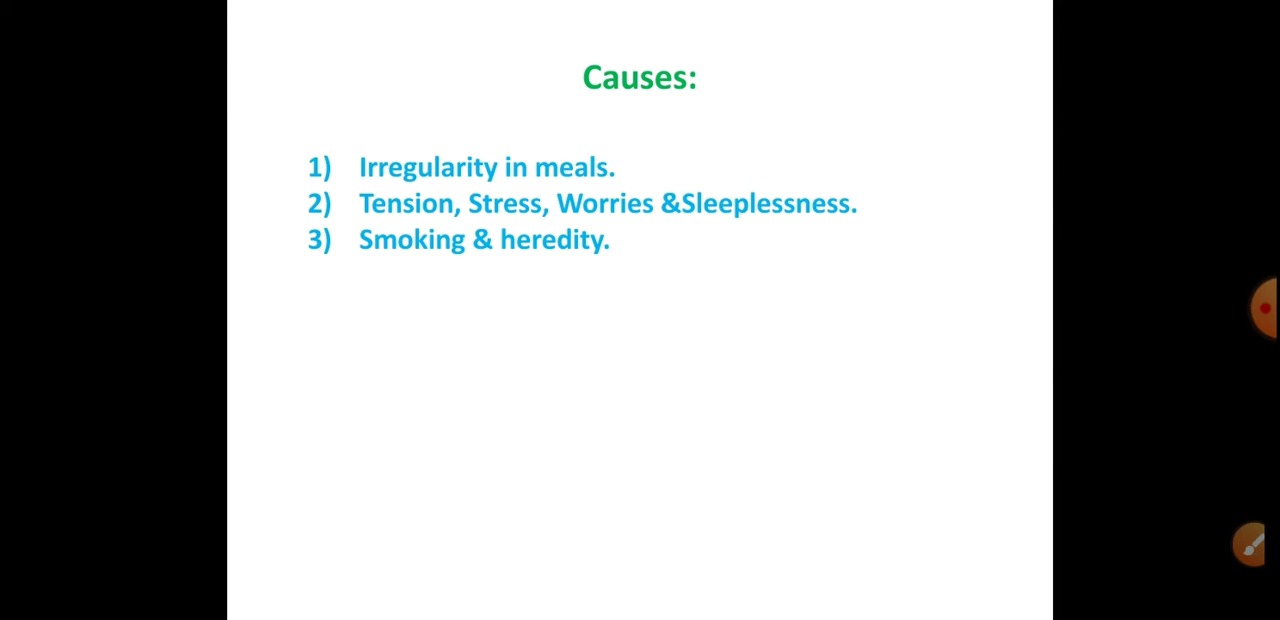 Causes:
1) Irregularity in meals.
2) Tension, Stress, Worries &Sleeplessness.
3) Smoking & heredity.